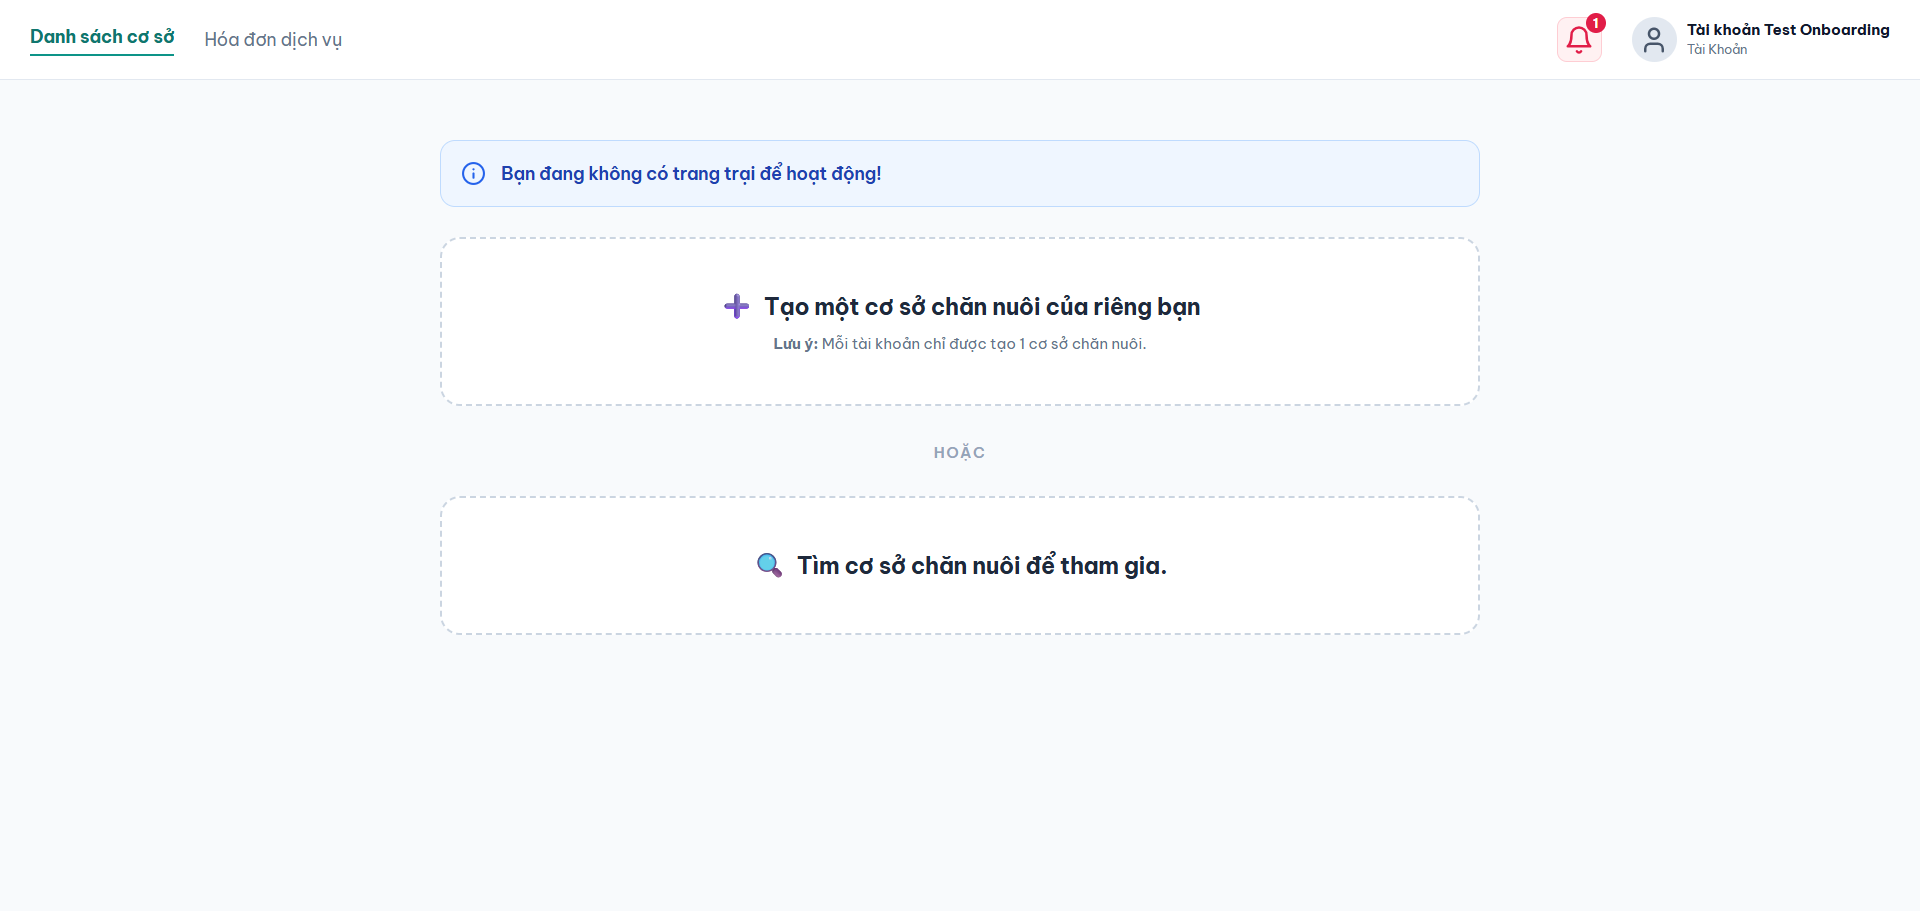 Danh sách cơ sở
Hóa đơn dịch vụ
1
Tài khoản Test Onboarding
Tài Khoản
Bạn đang không có trang trại để hoạt động!
Tạo một cơ sở chăn nuôi của riêng bạn
Lưu ý: Mỗi tài khoản chỉ được tạo 1 cơ sở chăn nuôi.
HOẶC
Tìm cơ sở chăn nuôi để tham gia.